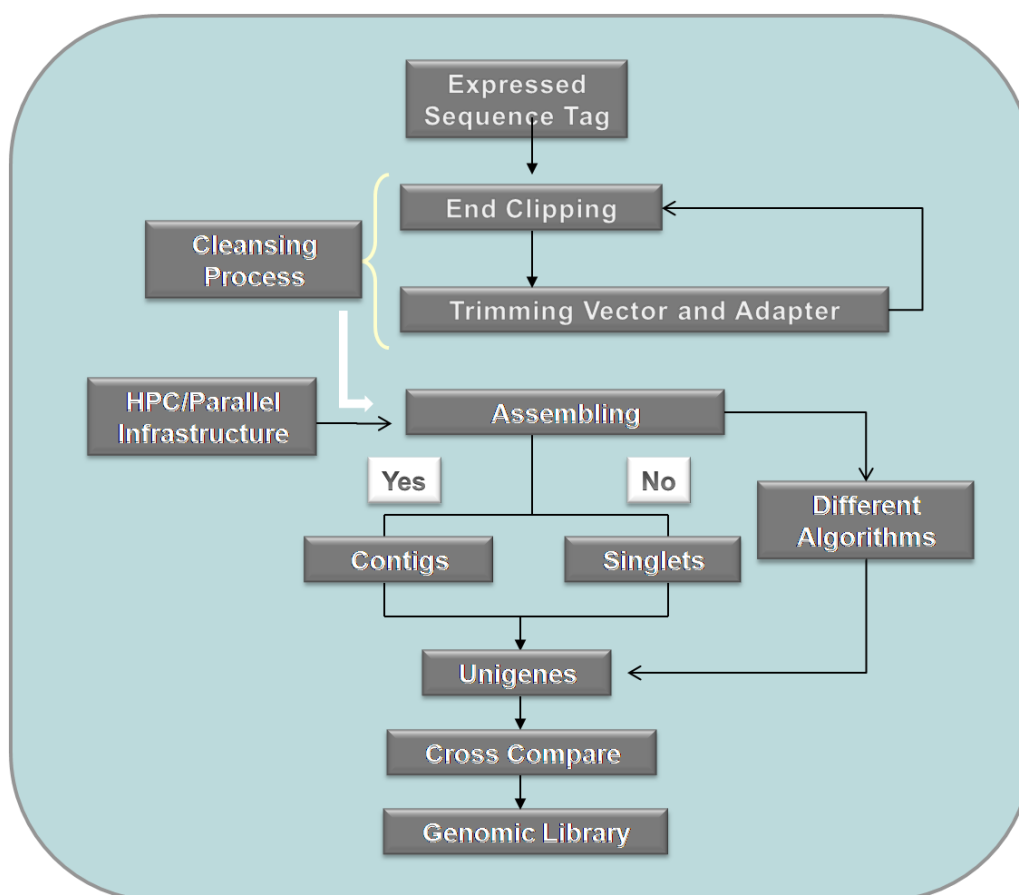 Expressed
Sequence Tag
End Clipping
Cleansing
Process
Trimming Vector and Adapter
HPC/Parallel
Infrastructure
Assembling
Yes
No
Different
Algorithms
Contigs
Singlets
Unigenes
Cross Compare
Genomic Library